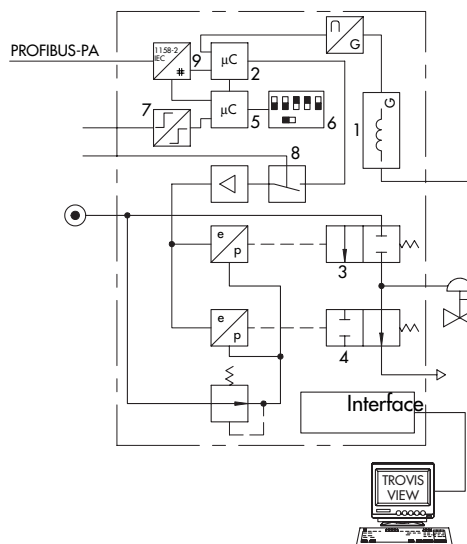 PROFIBUS-PA
1158-2
IEC
#
9
µC
2
G
G
1
7
µC
5
6
8
e
p
3
e
p
4
Interface
TROVIS
VIEW